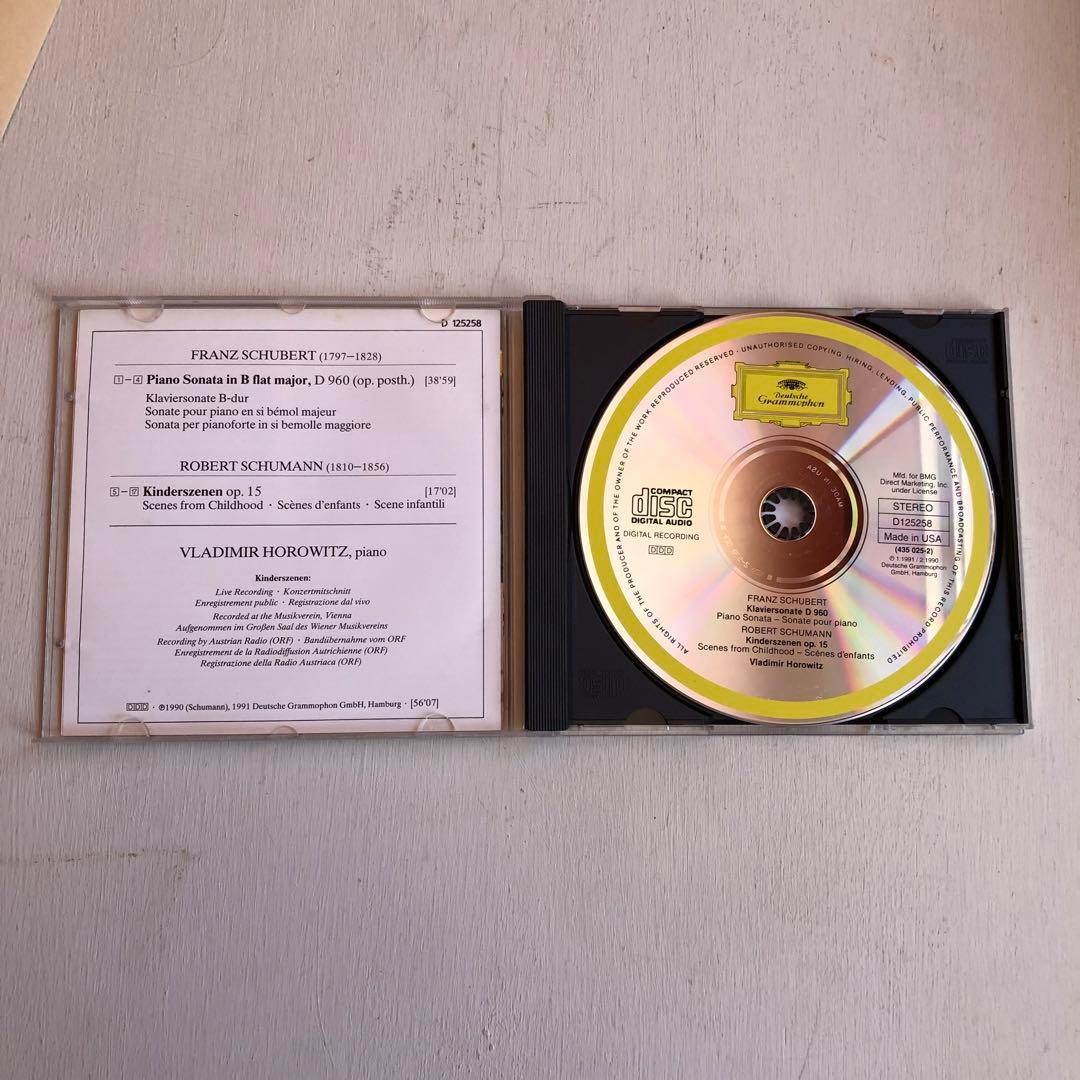 D 125258
FRANZ SCHUBERT (1797–1828)
1 – 4 Piano Sonata in B flat major, D 960 (op. posth.) [38'59]
Klaviersonate B-dur
Sonate pour piano en si bémol majeur
Sonata per pianoforte in si bemolle maggiore
ROBERT SCHUMANN (1810–1856)
5 – 17 Kinderszenen op. 15 [17'02]
Scenes from Childhood · Scènes d'enfants · Scene infantili
VLADIMIR HOROWITZ, piano
Kinderszenen:
Live Recording · Konzertmitschnitt
Enregistrement public · Registrazione dal vivo
Recorded at the Musikverein, Vienna
Aufgenommen im Großen Saal des Wiener Musikvereins
Recording by Austrian Radio (ORF) · Bandübernahme vom ORF
Enregistrement de la Radiodiffusion Autrichienne (ORF)
Registrazione della Radio Austriaca (ORF)
DDD · ℗1990 (Schumann), 1991 Deutsche Grammophon GmbH, Hamburg · [56'07]
ALL RIGHTS OF THE PRODUCER AND OF THE OWNER OF THE WORK REPRODUCED RESERVED · UNAUTHORISED COPYING, HIRING, LENDING, PUBLIC PERFORMANCE AND BROADCASTING OF THIS RECORD PROHIBITED
Deutsche
Grammophon
MADE IN USA
COMPACT
disc
DIGITAL AUDIO
DIGITAL RECORDING
DDD
Mfd. for BMG
Direct Marketing, Inc.
under License
STEREO
D125258
Made in USA
(435 025-2)
℗ 1:1991 / 2:1990
Deutsche Grammophon
GmbH, Hamburg
FRANZ SCHUBERT
Klaviersonate D 960
Piano Sonata – Sonate pour piano
ROBERT SCHUMANN
Kinderszenen op. 15
Scenes from Childhood – Scènes d'enfants
Vladimir Horowitz